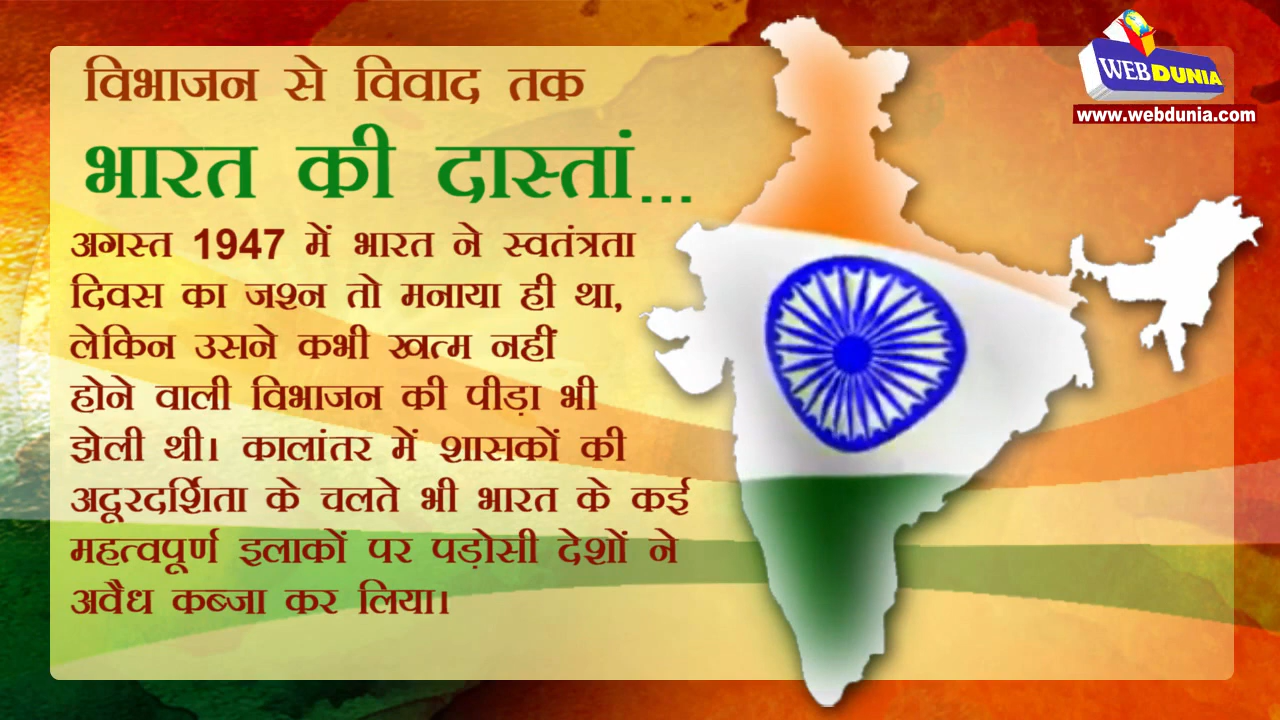 विभाजन से विवाद तक
भारत की दास्तां...
अगस्त 1947 में भारत ने स्वतंत्रता
दिवस का जश्न तो मनाया ही था,
लेकिन उसने कभी खत्म नहीं
होने वाली विभाजन की पीड़ा भी
झेली थी। कालांतर में शासकों की
अदूरदर्शिता के चलते भी भारत के कई
महत्वपूर्ण इलाकों पर पड़ोसी देशों ने
अवैध कब्जा कर लिया।
WEBDUNIA
www.webdunia.com